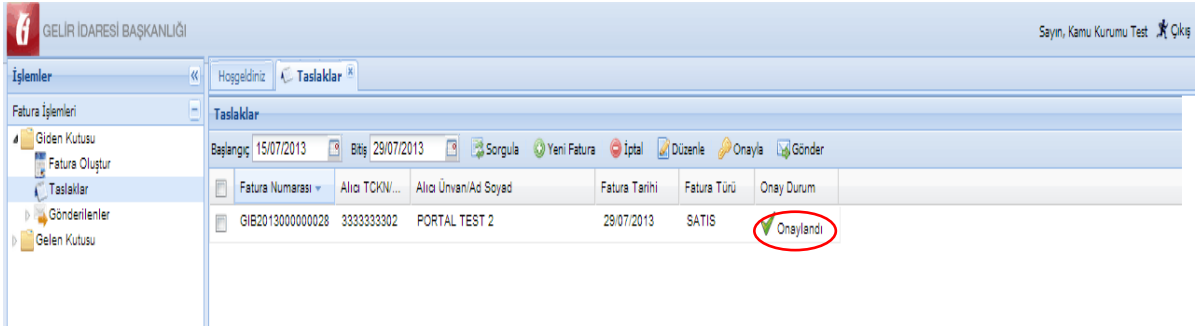 GELİR İDARESİ BAŞKANLIĞI
Sayın, Kamu Kurumu Test Çıkış
İşlemler
Hoşgeldiniz Taslaklar
Fatura İşlemleri
Taslaklar
Giden Kutusu
Fatura Oluştur
Taslaklar
Gönderilenler
Gelen Kutusu
Başlangıç 15/07/2013 Bitiş 29/07/2013 Sorgula Yeni Fatura İptal Düzenle Onayla Gönder
Fatura Numarası Alıcı TCKN/... Alıcı Ünvan/Ad Soyad Fatura Tarihi Fatura Türü Onay Durum
GIB2013000000028 3333333302 PORTAL TEST 2 29/07/2013 SATIS Onaylandı